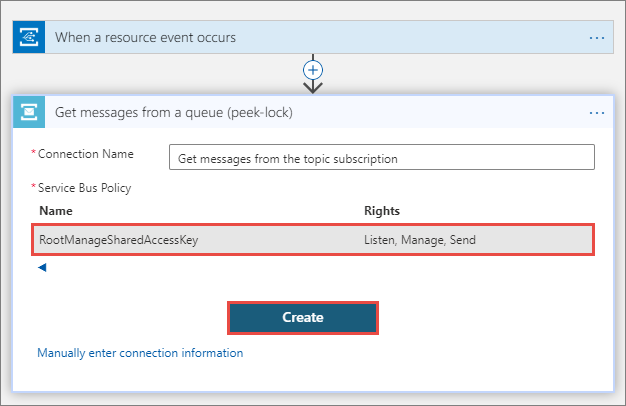 When a resource event occurs
Get messages from a queue (peek-lock)
*Connection Name
Get messages from the topic subscription
*Service Bus Policy
Name Rights
RootManageSharedAccessKey Listen, Manage, Send
Create
Manually enter connection information